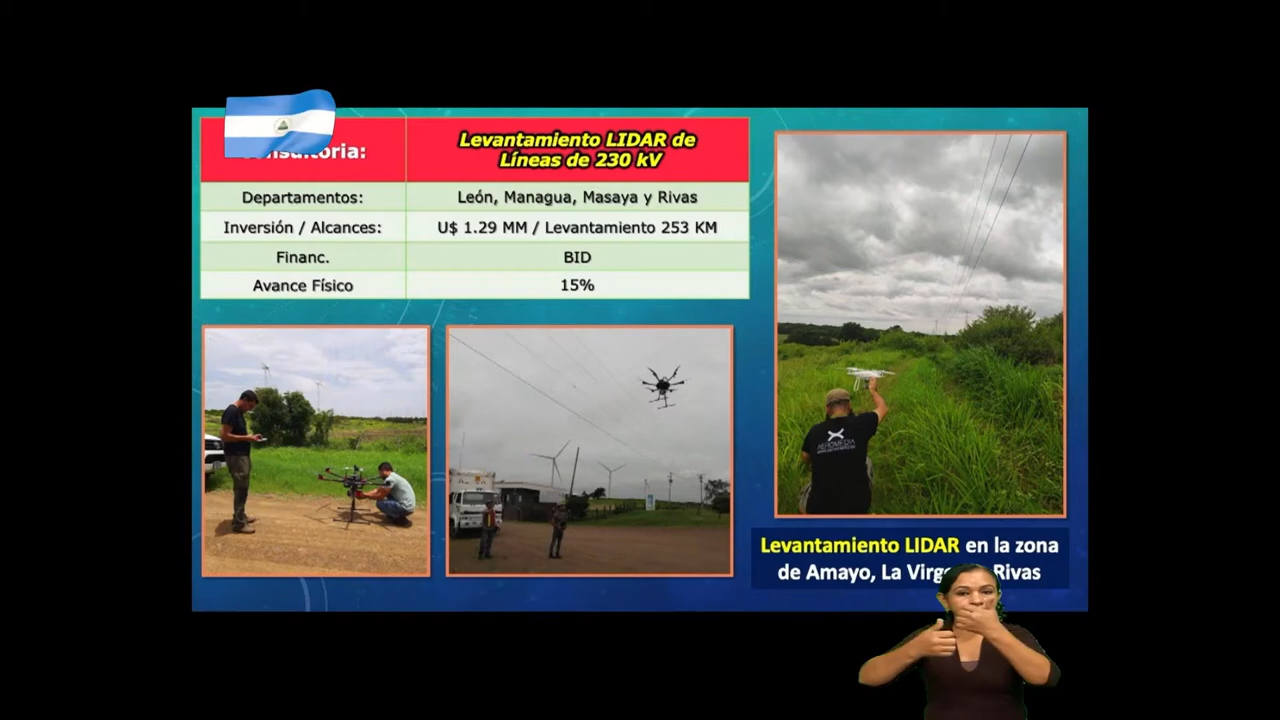 Levantamiento LIDAR de
Líneas de 230 kV
Departamentos: León, Managua, Masaya y Rivas
Inversión / Alcances: U$ 1.29 MM / Levantamiento 253 KM
Financ. BID
Avance Físico 15%
AEROMEDIA
Levantamiento LIDAR en la zona
de Amayo, La Rivas